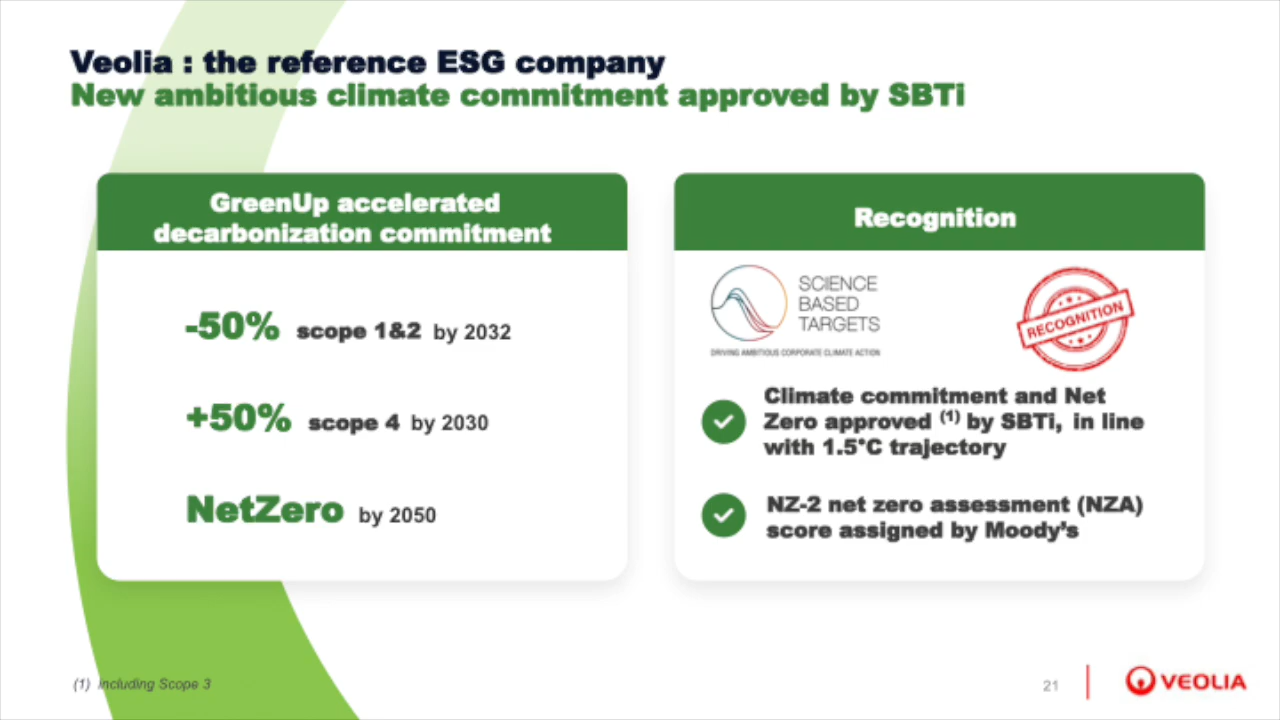 Veolia : the reference ESG company
New ambitious climate commitment approved by SBTi
GreenUp accelerated
decarbonization commitment
-50% scope 1&2 by 2032
+50% scope 4 by 2030
NetZero by 2050
Recognition
SCIENCE
BASED
TARGETS
DRIVING AMBITIOUS CORPORATE CLIMATE ACTION
RECOGNITION
Climate commitment and Net
Zero approved (1) by SBTi, in line
with 1.5°C trajectory
NZ-2 net zero assessment (NZA)
score assigned by Moody's
(1) Including Scope 3
21
VEOLIA